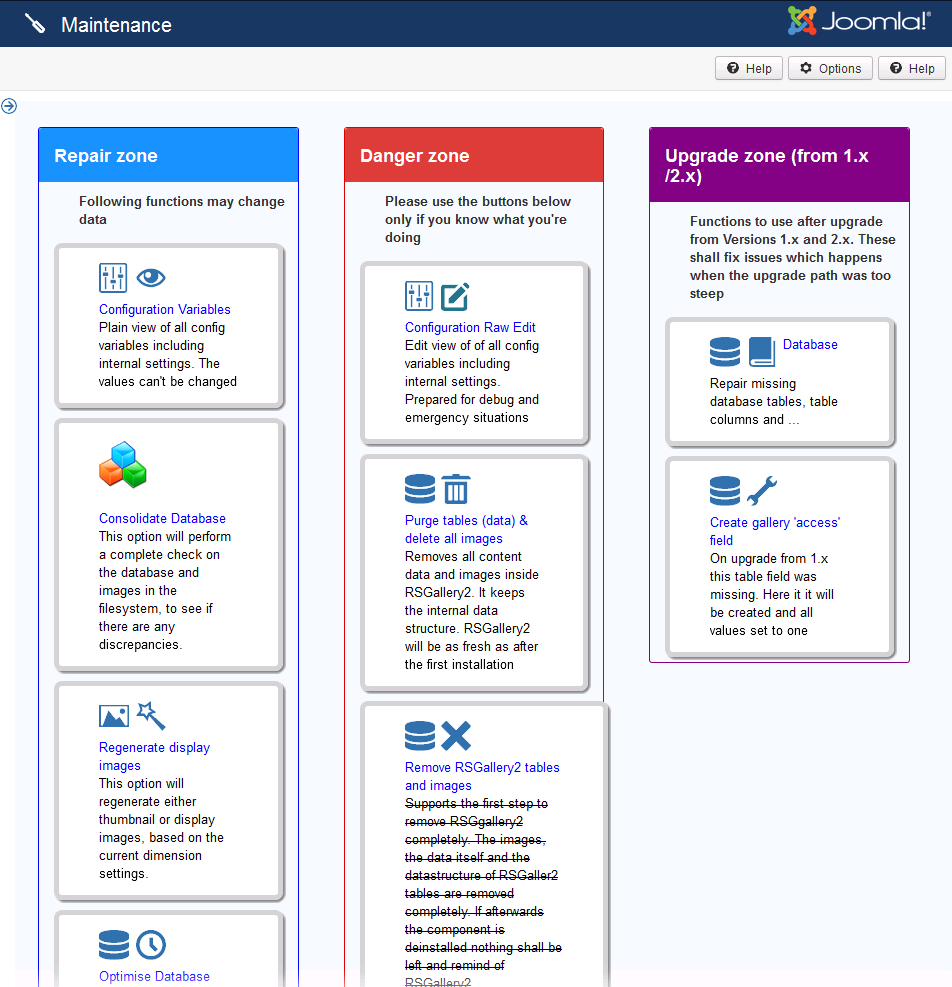 Maintenance
Joomla!®
Help
Options
Help
Repair zone
Following functions may change
data
Configuration Variables
Plain view of all config
variables including
internal settings. The
values can't be changed
Consolidate Database
This option will perform
a complete check on
the database and
images in the
filesystem, to see if
there are any
discrepancies.
Regenerate display
images
This option will
regenerate either
thumbnail or display
images, based on the
current dimension
settings.
Optimise Database
Danger zone
Please use the buttons below
only if you know what you're
doing
Configuration Raw Edit
Edit view of of all config
variables including
internal settings.
Prepared for debug and
emergency situations
Purge tables (data) &
delete all images
Removes all content
data and images inside
RSGallery2. It keeps
the internal data
structure. RSGallery2
will be as fresh as after
the first installation
Remove RSGallery2 tables
and images
Supports the first step to
remove RSGgallery2
completely. The images,
the data itself and the
datastructure of RSGaller2
tables are removed
completely. If afterwards
the component is
deinstalled nothing shall be
left and remind of
RSGallery2
Upgrade zone (from 1.x
/2.x)
Functions to use after upgrade
from Versions 1.x and 2.x. These
shall fix issues which happens
when the upgrade path was too
steep
Database
Repair missing
database tables, table
columns and ...
Create gallery 'access'
field
On upgrade from 1.x
this table field was
missing. Here it it will
be created and all
values set to one